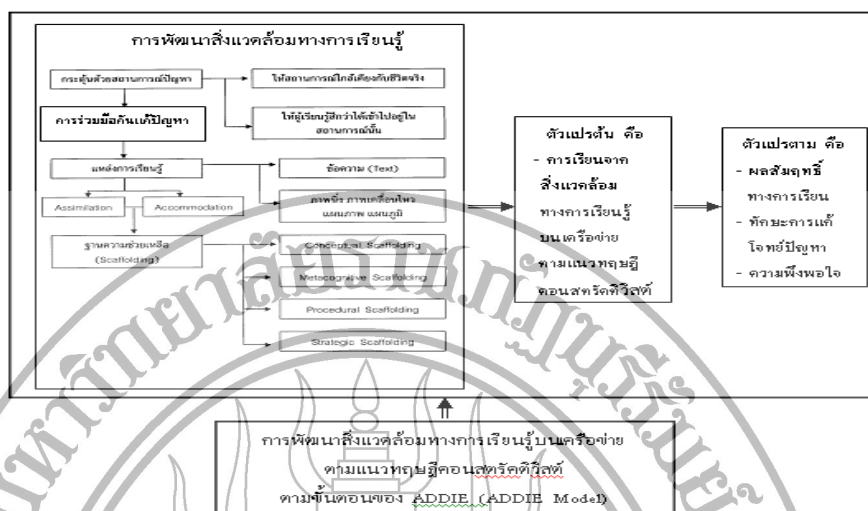 การพัฒนาสิ่งแวดล้อมทางการเรียนรู้
กระตุ้นด้วยสถานการณ์ปัญหา
ให้สถานการณ์ใกล้เคียงกับชีวิตจริง
การร่วมมือกันแก้ปัญหา
ให้ผู้เรียนรู้สึกว่าได้เข้าไปอยู่ใน
สถานการณ์นั้น
แหล่งการเรียนรู้
ข้อความ (Text)
Assimilation
Accommodation
ภาพนิ่ง ภาพเคลื่อนไหว
แผนภาพ แผนภูมิ
ฐานความช่วยเหลือ
(Scaffolding)
Conceptual Scaffolding
Metacognitive Scaffolding
Procedural Scaffolding
Strategic Scaffolding
ตัวแปรต้น คือ
- การเรียนจาก
สิ่งแวดล้อม
ทางการเรียนรู้
บนเครือข่าย
ตามแนวทฤษฎี
คอนสตรัคติวิสต์
ตัวแปรตาม คือ
- ผลสัมฤทธิ์
ทางการเรียน
- ทักษะการแก้
โจทย์ปัญหา
- ความพึงพอใจ
การพัฒนาสิ่งแวดล้อมทางการเรียนรู้บนเครือข่าย
ตามแนวทฤษฎีคอนสตรัคติวิสต์
ตามขั้นตอนของ ADDIE (ADDIE Model)